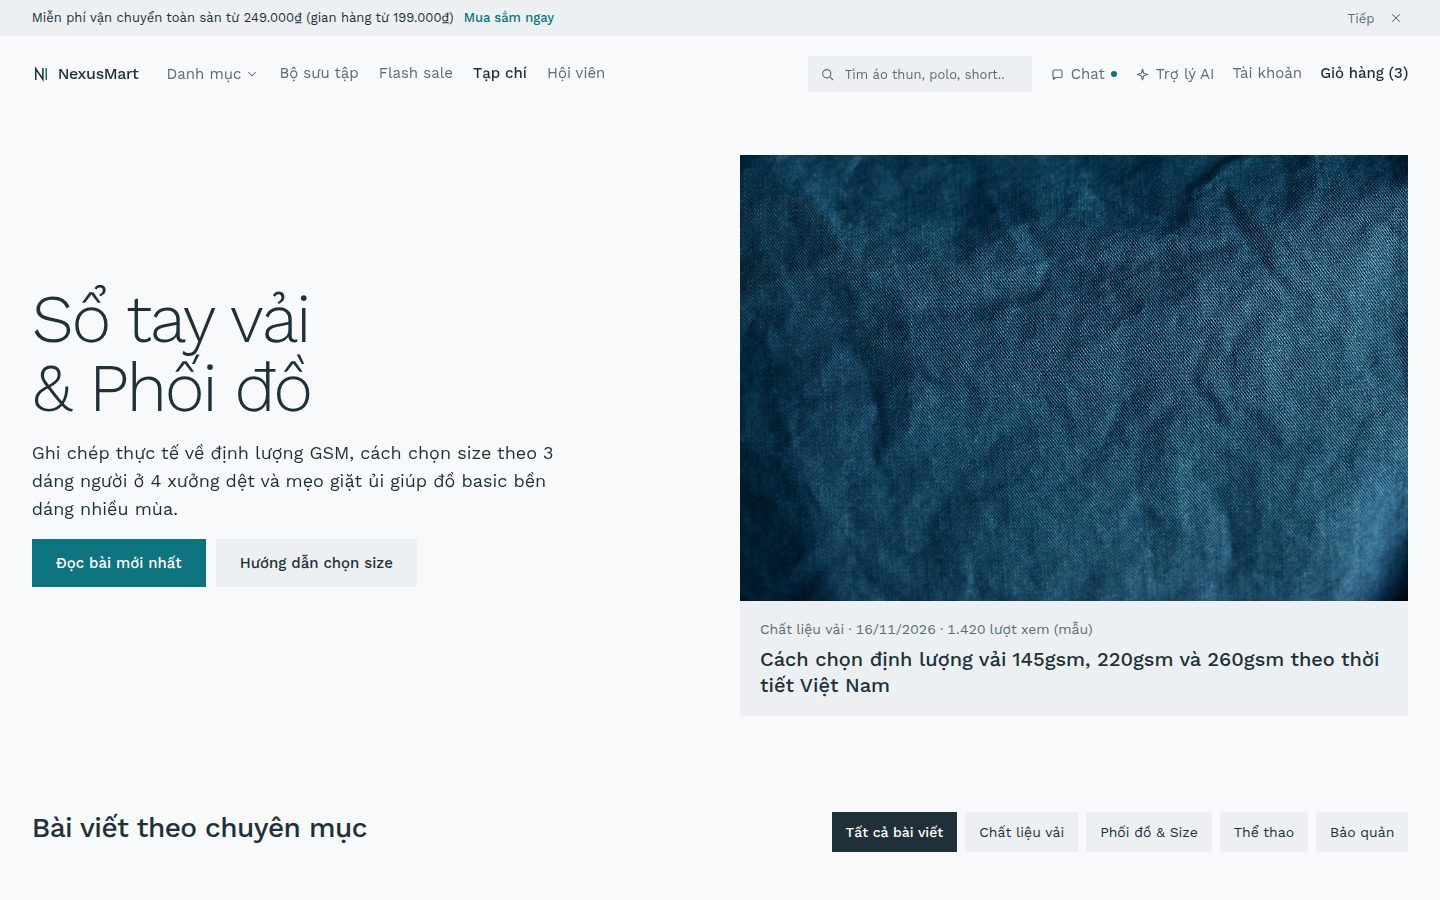 Miễn phí vận chuyển toàn sàn từ 249.000₫ (gian hàng từ 199.000₫) Mua sắm ngay
Tiếp
NexusMart
Danh mục
Bộ sưu tập
Flash sale
Tạp chí
Hội viên
Tìm áo thun, polo, short..
Chat
Trợ lý AI
Tài khoản
Giỏ hàng (3)
Sổ tay vải
& Phối đồ
Ghi chép thực tế về định lượng GSM, cách chọn size theo 3
dáng người ở 4 xưởng dệt và mẹo giặt ủi giúp đồ basic bền
dáng nhiều mùa.
Đọc bài mới nhất
Hướng dẫn chọn size
Chất liệu vải · 16/11/2026 · 1.420 lượt xem (mẫu)
Cách chọn định lượng vải 145gsm, 220gsm và 260gsm theo thời
tiết Việt Nam
Bài viết theo chuyên mục
Tất cả bài viết
Chất liệu vải
Phối đồ & Size
Thể thao
Bảo quản